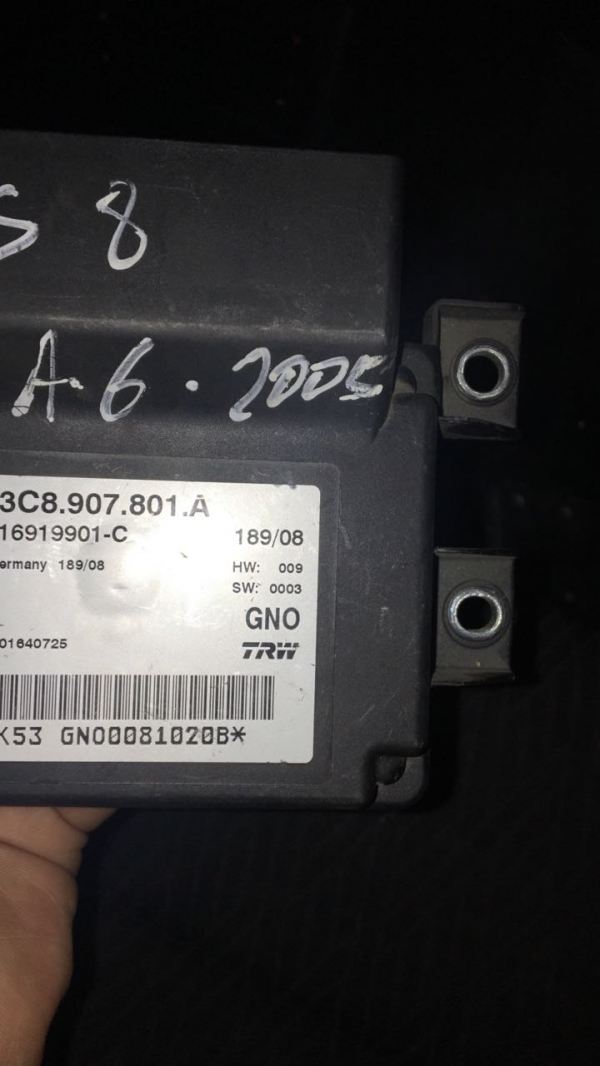 S 8
A.6.2005
3C8.907.801.A
16919901-C 189/08
ermany 189/08 HW: 009
SW: 0003
GNO
01640725 TRW
K53 GNO0081020B*